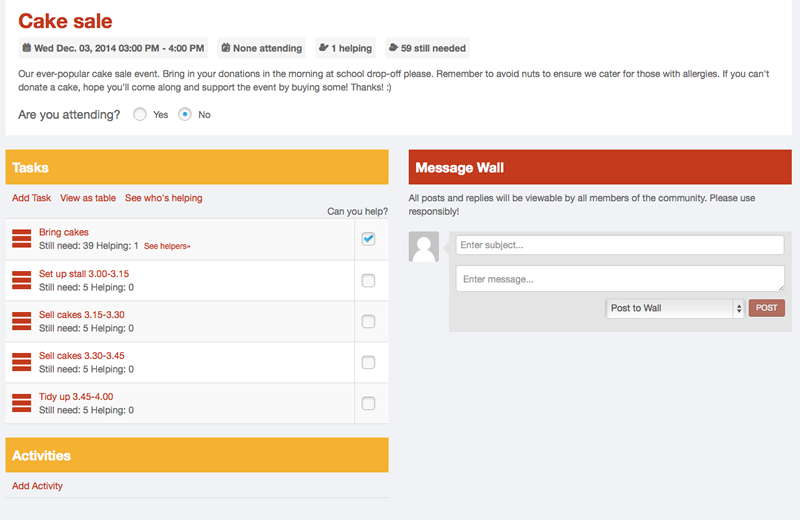 Cake sale
Wed Dec. 03, 2014 03:00 PM - 4:00 PM None attending 1 helping 59 still needed
Our ever-popular cake sale event. Bring in your donations in the morning at school drop-off please. Remember to avoid nuts to ensure we cater for those with allergies. If you can't
donate a cake, hope you'll come along and support the event by buying some! Thanks! :)
Are you attending? Yes No
Tasks
Add Task View as table See who's helping
Can you help?
Bring cakes
Still need: 39 Helping: 1 See helpers»
Set up stall 3.00-3.15
Still need: 5 Helping: 0
Sell cakes 3.15-3.30
Still need: 5 Helping: 0
Sell cakes 3.30-3.45
Still need: 5 Helping: 0
Tidy up 3.45-4.00
Still need: 5 Helping: 0
Activities
Add Activity
Message Wall
All posts and replies will be viewable by all members of the community. Please use
responsibly!
Enter subject...
Enter message...
Post to Wall POST